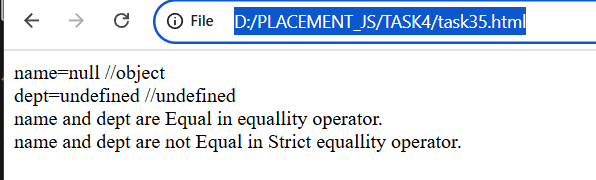 File D:/PLACEMENT_JS/TASK4/task35.html
name=null //object
dept=undefined //undefined
name and dept are Equal in equallity operator.
name and dept are not Equal in Strict equallity operator.